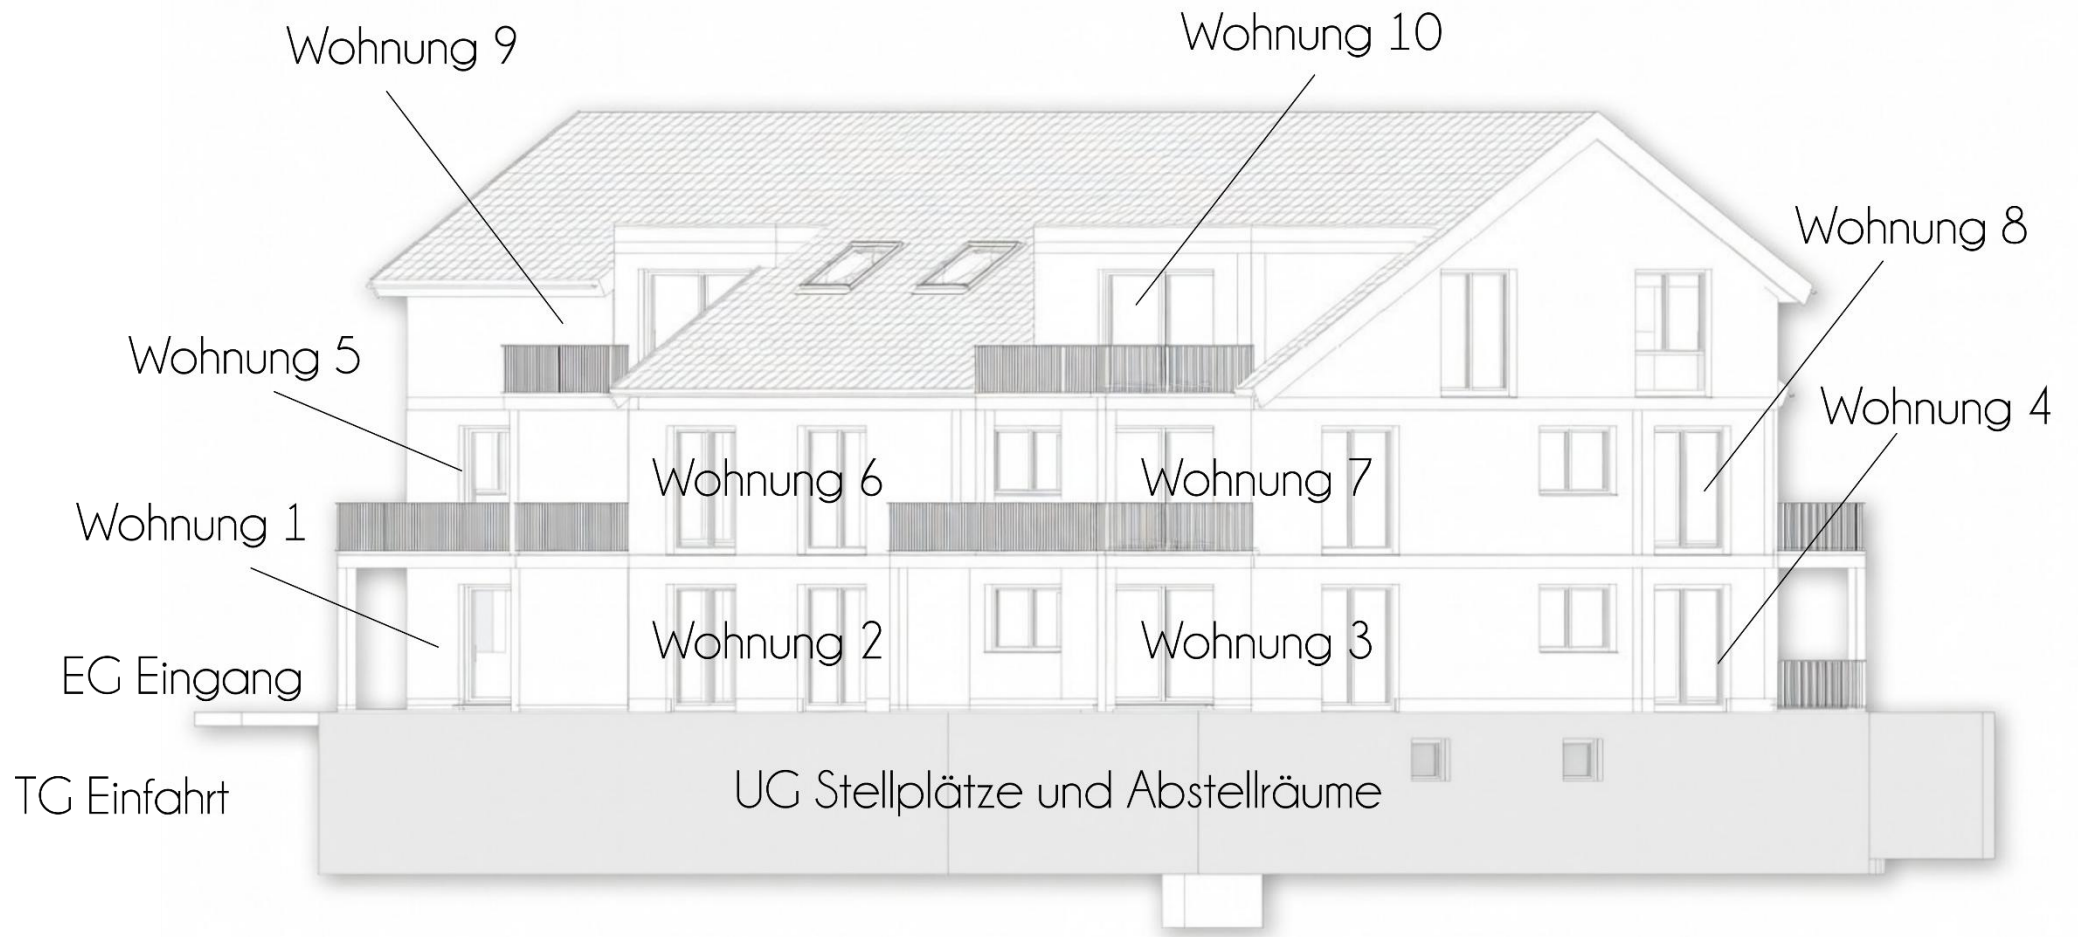 Wohnung 9
Wohnung 10
Wohnung 8
Wohnung 5
Wohnung 4
Wohnung 6
Wohnung 7
Wohnung 1
Wohnung 2
Wohnung 3
EG Eingang
TG Einfahrt
UG Stellplätze und Abstellräume